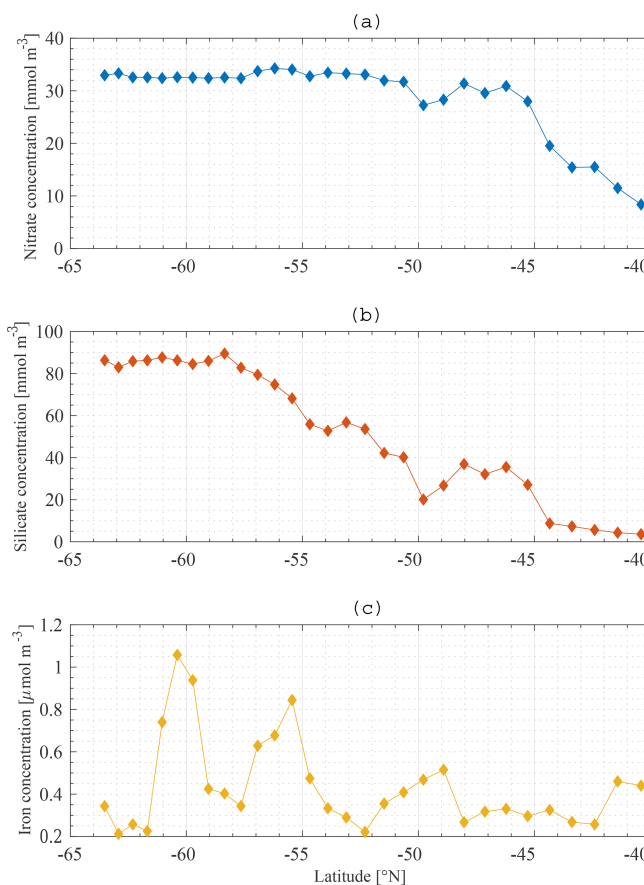 (a)
Nitrate concentration [mmol m-3]
40
30
20
10
0
-65 -60 -55 -50 -45 -40
(b)
Silicate concentration [mmol m-3]
100
80
60
40
20
0
-65 -60 -55 -50 -45 -40
(c)
Iron concentration [μmol m-3]
1.2
1
0.8
0.6
0.4
0.2
-65 -60 -55 -50 -45 -40
Latitude [°N]